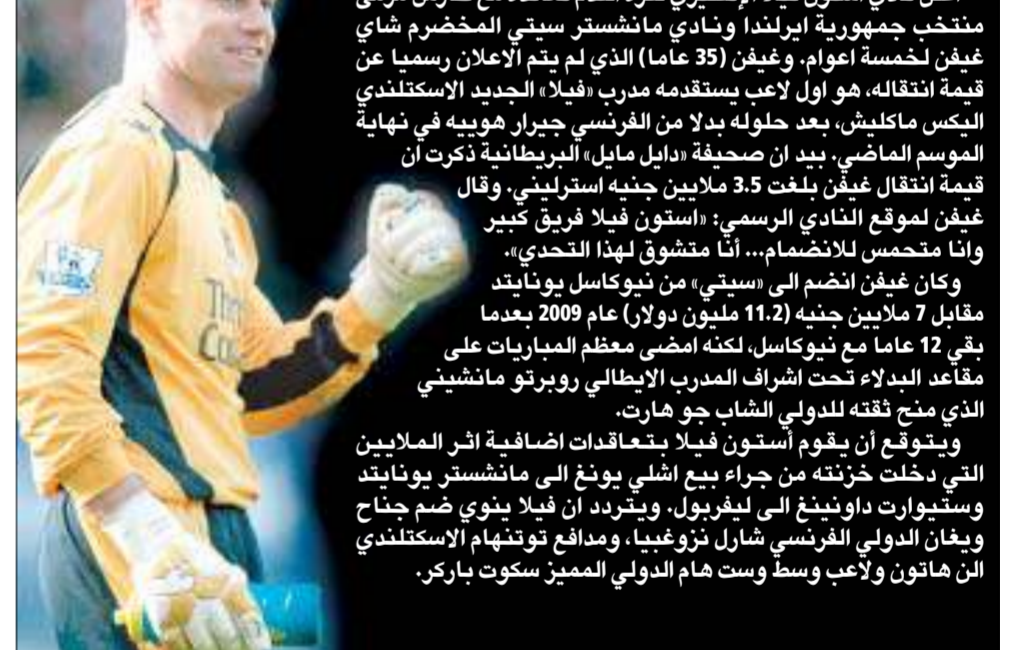 منتخب جمهورية ايرلندا ونادي مانشستر سيتي المخضرم شاي
غيفن لخمسة اعوام. وغيفن (35 عاما) الذي لم يتم الاعلان رسميا عن
قيمة انتقاله، هو اول لاعب يستقدمه مدرب «فيلا» الجديد الاسكتلندي
اليكس ماكليش، بعد حلوله بدلا من الفرنسي جيرار هوييه في نهاية
الموسم الماضي. بيد ان صحيفة «دايل مايل» البريطانية ذكرت ان
قيمة انتقال غيفن بلغت 3.5 ملايين جنيه استرليني. وقال
غيفن لموقع النادي الرسمي: «استون فيلا فريق كبير
وانا متحمس للانضمام... أنا متشوق لهذا التحدي».
وكان غيفن انضم الى «سيتي» من نيوكاسل يونايتد
مقابل 7 ملايين جنيه (11.2 مليون دولار) عام 2009 بعدما
بقي 12 عاما مع نيوكاسل، لكنه امضى معظم المباريات على
مقاعد البدلاء تحت اشراف المدرب الايطالي روبرتو مانشيني
الذي منح ثقته للدولي الشاب جو هارت.
ويتوقع أن يقوم أستون فيلا بتعاقدات اضافية اثر الملايين
التي دخلت خزنته من جراء بيع اشلي يونغ الى مانشستر يونايتد
وستيوارت داونينغ الى ليفربول. ويتردد ان فيلا ينوي ضم جناح
ويغان الدولي الفرنسي شارل نزوغبيا، ومدافع توتنهام الاسكتلندي
الن هاتون ولاعب وسط وست هام الدولي المميز سكوت باركر.